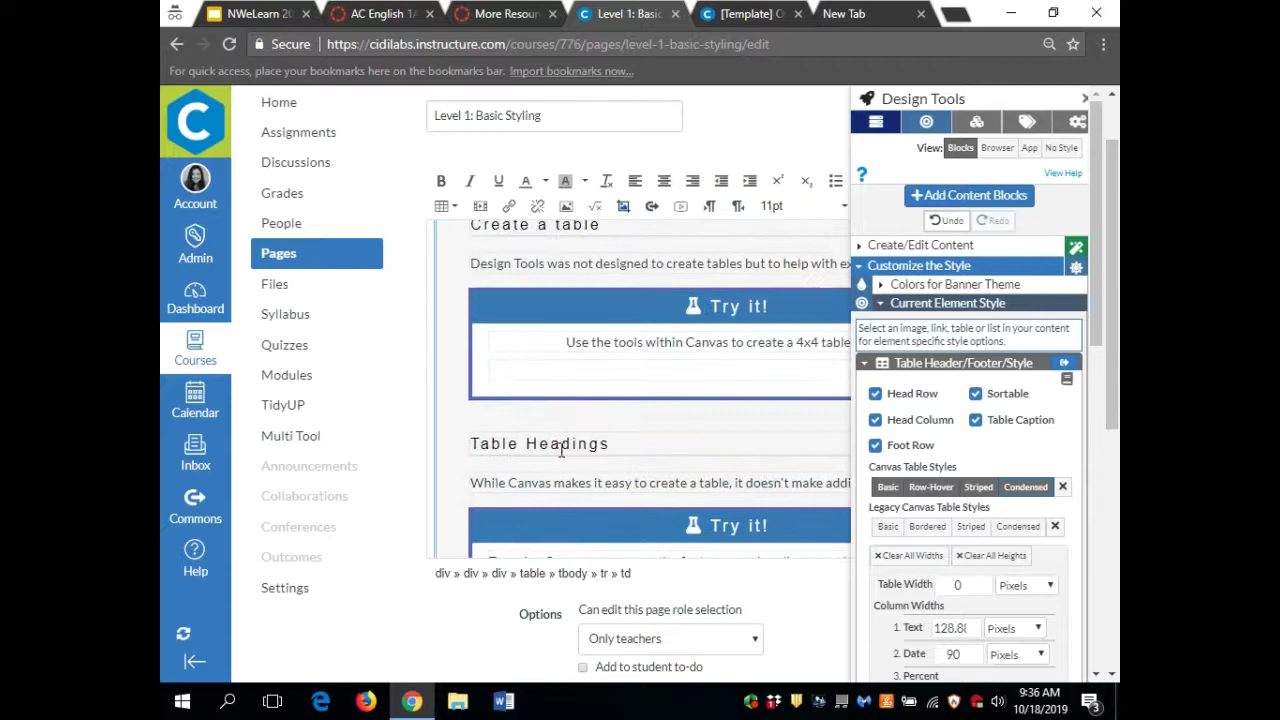 NWeLearn 20
AC English 1A
More Resour
Level 1: Basic
[Template] O
New Tab
Secure
https://cidilabs.instructure.com/courses/776/pages/level-1-basic-styling/edit
For quick access, place your bookmarks here on the bookmarks bar. Import bookmarks now...
C
Account
Admin
Dashboard
Courses
Calendar
Inbox
Commons
Help
Home
Assignments
Discussions
Grades
People
Pages
Files
Syllabus
Quizzes
Modules
TidyUP
Multi Tool
Announcements
Collaborations
Conferences
Outcomes
Settings
Level 1: Basic Styling
B I U A A
11pt
Create a table
Design Tools was not designed to create tables but to help with ex
Try it!
Use the tools within Canvas to create a 4x4 table
Table Headings
While Canvas makes it easy to create a table, it doesn't make addi
Try it!
div » div » div » table » tbody » tr » td
Options
Can edit this page role selection
Only teachers
Add to student to-do
Design Tools
View: Blocks Browser App No Style
View Help
Add Content Blocks
Undo Redo
Create/Edit Content
Customize the Style
Colors for Banner Theme
Current Element Style
Select an image, link, table or list in your content
for element specific style options.
Table Header/Footer/Style
Head Row Sortable
Head Column Table Caption
Foot Row
Canvas Table Styles
Basic Row-Hover Striped Condensed
Legacy Canvas Table Styles
Basic Bordered Striped Condensed
Clear All Widths Clear All Heights
Table Width 0 Pixels
Column Widths
1. Text 128.8 Pixels
2. Date 90 Pixels
3. Percent
9:36 AM
10/18/2019
3